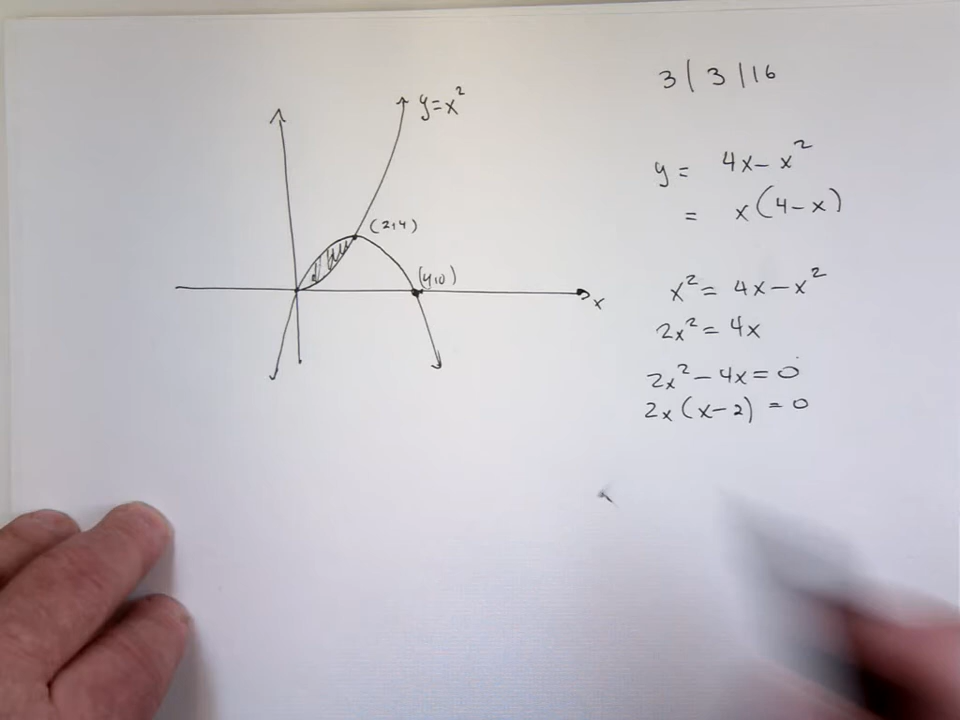 3/3/16
y=x²
y = 4x-x²
= x(4-x)
(2,4)
(4,0)
x
x² = 4x-x²
2x² = 4x
2x²-4x=0
2x(x-2) = 0